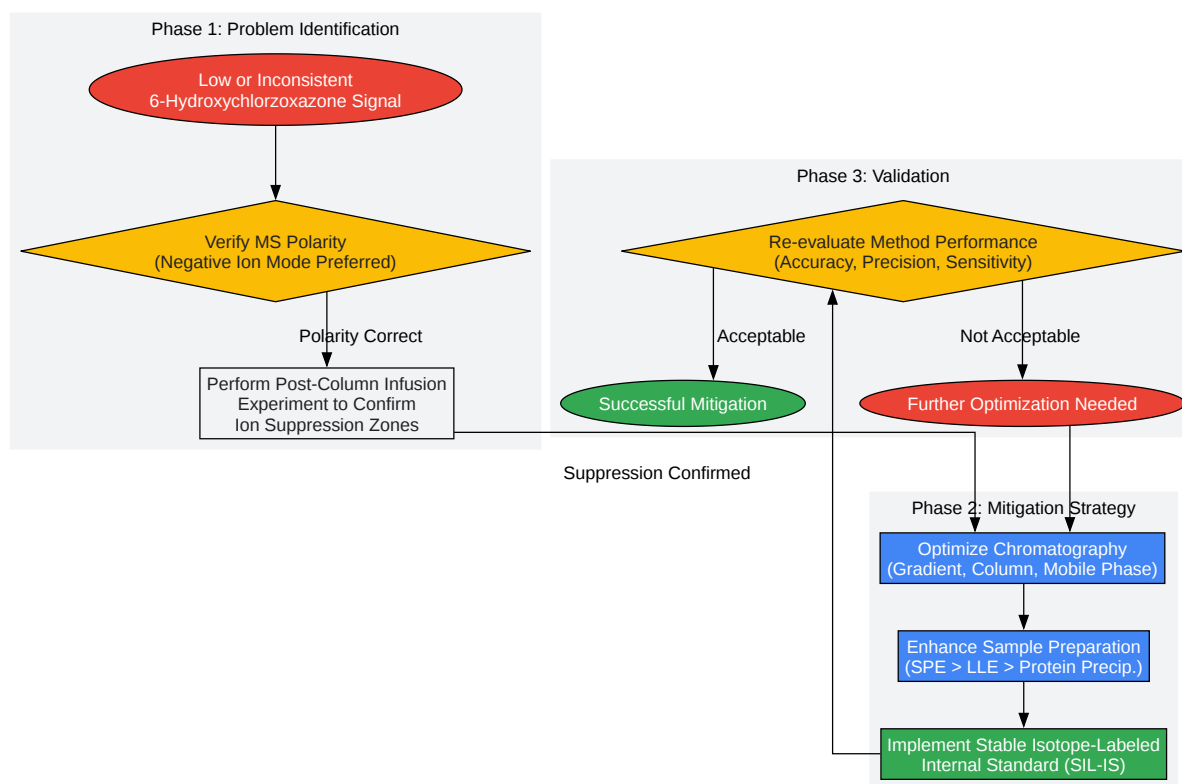 Phase 1: Problem Identification
Low or Inconsistent
6-Hydroxychlorzoxazone Signal
Verify MS Polarity
(Negative Ion Mode Preferred)
Polarity Correct
Perform Post-Column Infusion
Experiment to Confirm
Ion Suppression Zones
Suppression Confirmed
Phase 3: Validation
Re-evaluate Method Performance
(Accuracy, Precision, Sensitivity)
Acceptable
Not Acceptable
Successful Mitigation
Further Optimization Needed
Phase 2: Mitigation Strategy
Optimize Chromatography
(Gradient, Column, Mobile Phase)
Enhance Sample Preparation
(SPE > LLE > Protein Precip.)
Implement Stable Isotope-Labeled
Internal Standard (SIL-IS)